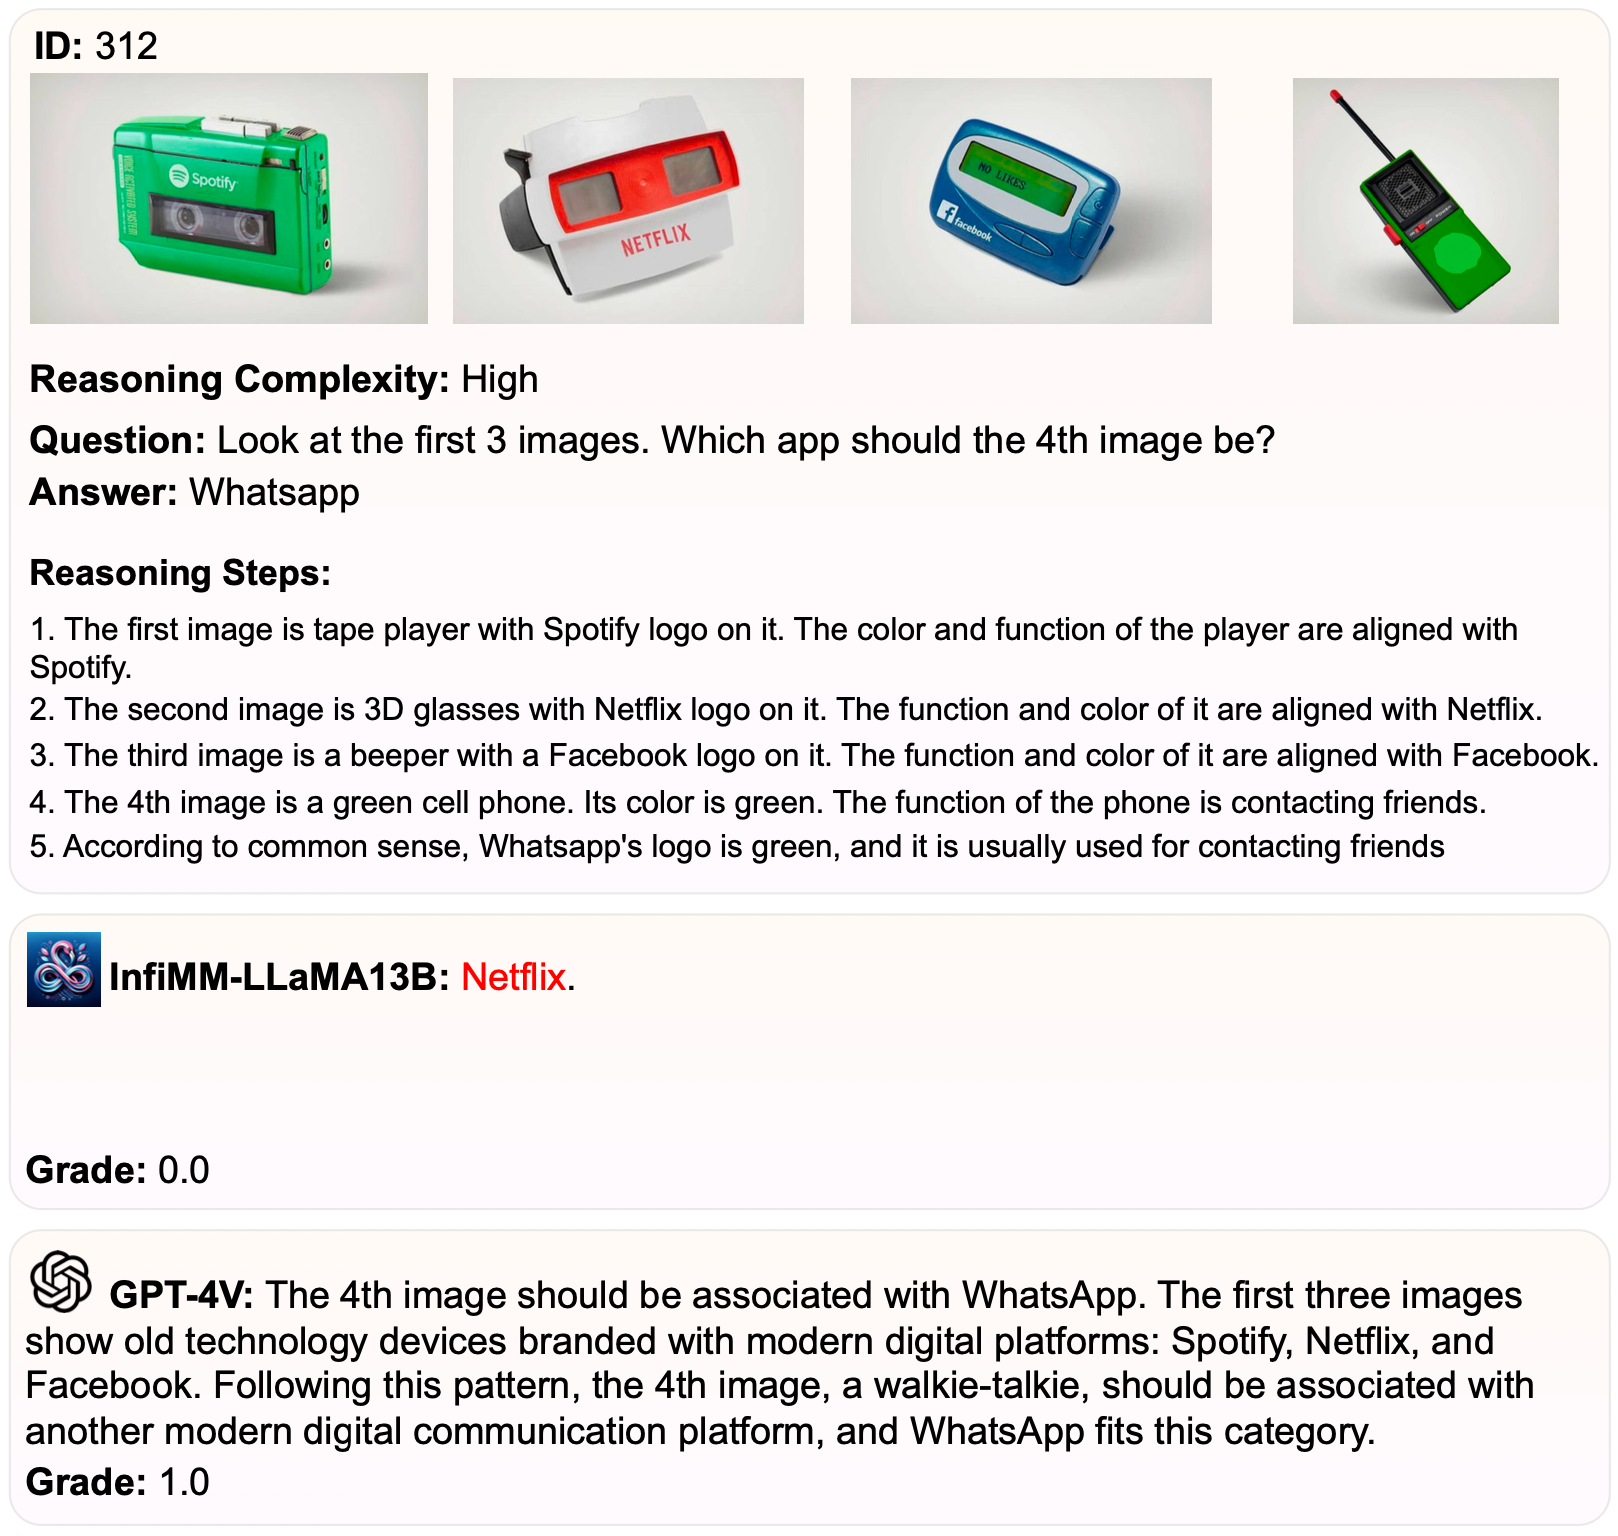 ID: 312
Spotify
NETFLIX
NO LIKES
facebook
Reasoning Complexity: High
Question: Look at the first 3 images. Which app should the 4th image be?
Answer: Whatsapp
Reasoning Steps:
1. The first image is tape player with Spotify logo on it. The color and function of the player are aligned with
Spotify.
2. The second image is 3D glasses with Netflix logo on it. The function and color of it are aligned with Netflix.
3. The third image is a beeper with a Facebook logo on it. The function and color of it are aligned with Facebook.
4. The 4th image is a green cell phone. Its color is green. The function of the phone is contacting friends.
5. According to common sense, Whatsapp's logo is green, and it is usually used for contacting friends
InfiMM-LLaMA13B: Netflix.
Grade: 0.0
GPT-4V: The 4th image should be associated with WhatsApp. The first three images
show old technology devices branded with modern digital platforms: Spotify, Netflix, and
Facebook. Following this pattern, the 4th image, a walkie-talkie, should be associated with
another modern digital communication platform, and WhatsApp fits this category.
Grade: 1.0